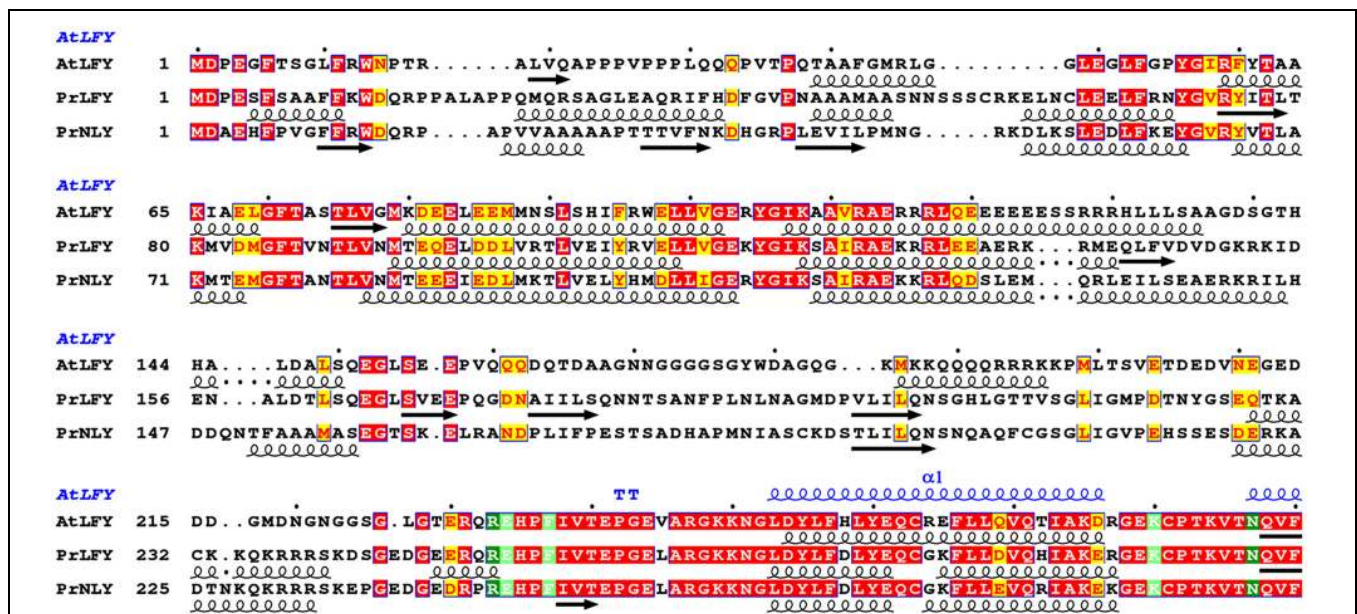 AtLFY
AtLFY 1 MDPEGFTSGLFRWNPTR......ALVQAPPPVPPPLQQQPVTPQTAAFGMRLG..........GLEGLFGPYGIRFYTAA
PrLFY 1 MDPESFSAAFFKWDQRPPALAPPQMQRSAGLEAQRIFHDFGVPNAAAMAASNNSSSCRKELNCLEELFRNYGVRYITLT
PrNLY 1 MDAEHFPVGFFRWDQRP....APVVAAAAAPTTTVFNKDHGRPLEVILPMNG......RKDLKSLEDLFKEYGVRYVTLA
AtLFY
AtLFY 65 KIAELGFTASTLVGMKDEELEEMMNSLSHIFRWELLVGERYGIKAAVRAERRRLQEEEEEESSRRRHLLLSAAGDSGTH
PrLFY 80 KMVDMGFTVNTLVNMTEQELDDLVRTLVEIYRVELLVGEKYGIKSAIRAEKRRLEEAERK...RMEQLFVDVDGKRKID
PrNLY 71 KMTEMGFTANTLVNMTEEEIEDLMKTLVELYHMDLLIGERYGIKSAIRAEKKRLQDSLEM...QRLEILSEAERKRILH
AtLFY
AtLFY 144 HA....LDALSQEGLSE.EPVQQQDQTDAAGNNGGGGSGYWDAGQG...KMKKQQQQRRRKKPMLTSVETDEDVNEGED
PrLFY 156 EN...ALDTLSQEGLSVEEPQGDNAIILSQNNTSANFPLNLNAGMDPVLILQNSGHLGTTVSGLIGMPDTNYGSEQTKA
PrNLY 147 DDQNTFAAAMASEGTSK.ELRANDPLIFPESTSADHAPMNIASCKDSTLILQNSNQAQFCGSGLIGVPEHSSESDERKA
AtLFY TT α1
AtLFY 215 DD..GMDNGNGGSG.LGTERQREHPFIVTEPGEVARGKKNGLDYLFHLYEQCREFLLQVQTIAKDRGEKCPTKVTNQVF
PrLFY 232 CK.KQKRRRSKDSGEDGEERQREHPFIVTEPGELARGKKNGLDYLFDLYEQCGKFLLDVQHIAKERGEKCPTKVTNQVF
PrNLY 225 DTNKQKRRRSKEPGEDGEDRPREHPFIVTEPGELARGKKNGLDYLFDLYEQCGKFLLEVQRIAKEKGEKCPTKVTNQVF